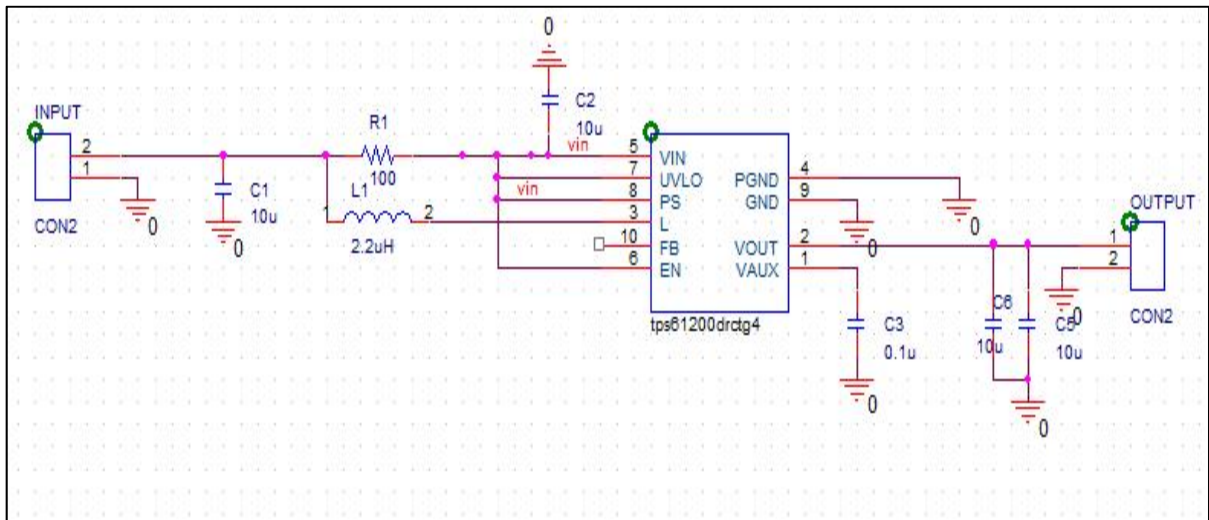 0
INPUT
2
1
0
CON2
C1
10u
0
R1
100
L1
1
2
2.2uH
C2
10u
vin
vin
5 VIN
7 UVLO
8 PS
3 L
10 FB
6 EN
PGND 4
GND 9
VOUT 2
VAUX 1
tps61200drctg4
0
0
C3
0.1u
0
C6
10u
C5
10u
0
OUTPUT
1
2
0
CON2